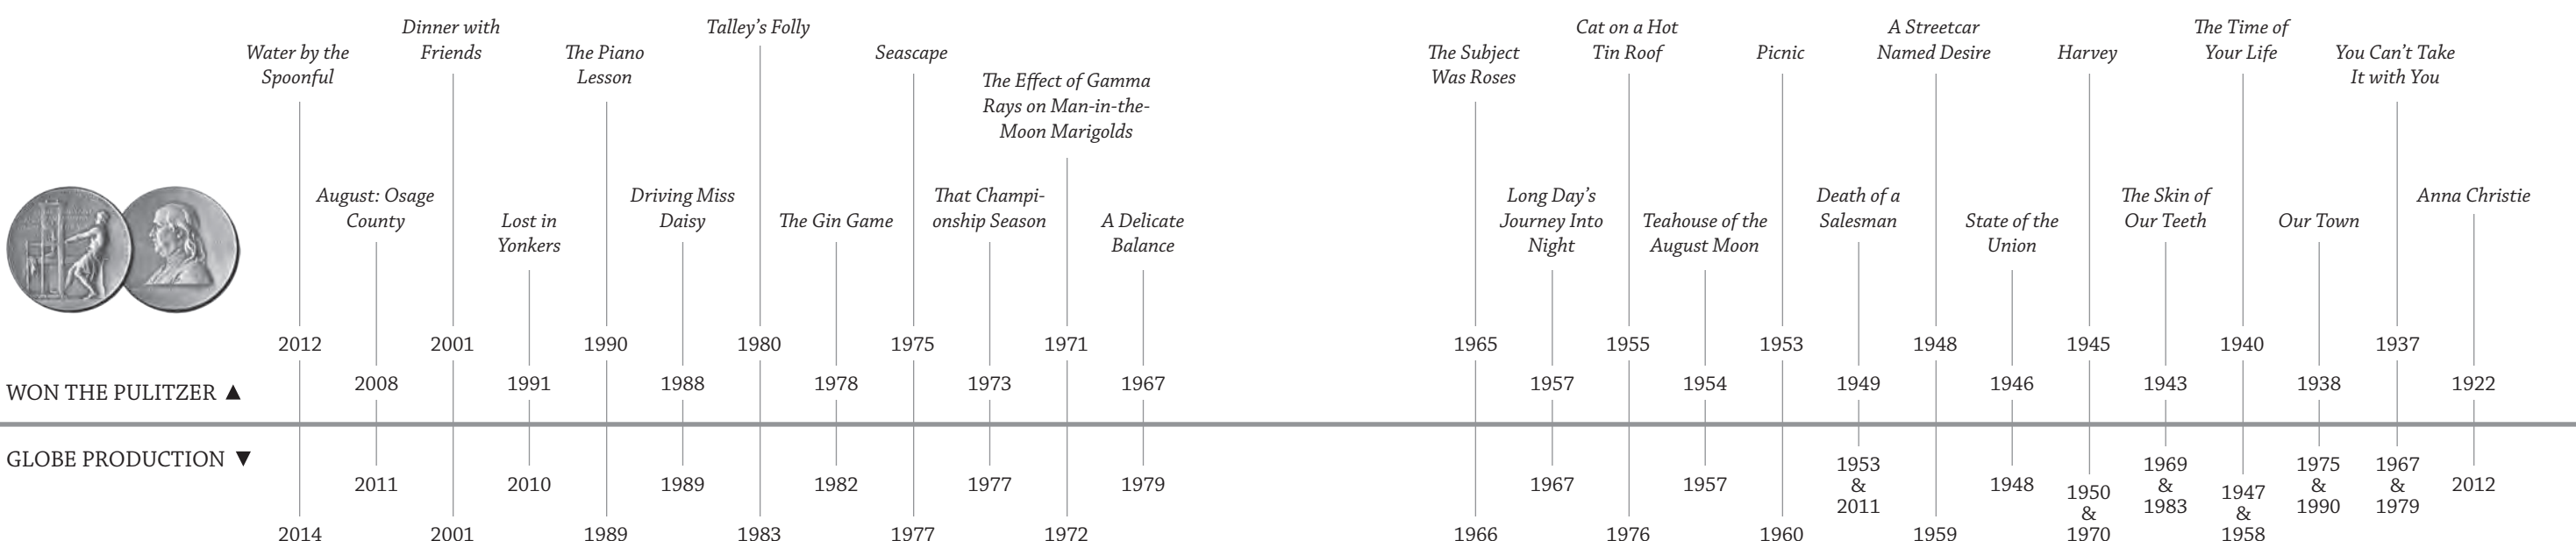 Dinner with
Friends
Talley's Folly
Cat on a Hot
Tin Roof
A Streetcar
Named Desire
The Time of
Your Life
Water by the
Spoonful
The Piano
Lesson
Seascape
The Subject
Was Roses
Picnic
Harvey
You Can't Take
It with You
The Effect of Gamma
Rays on Man-in-the-
Moon Marigolds
August: Osage
County
Lost in
Yonkers
Driving Miss
Daisy
The Gin Game
That Champi-
onship Season
A Delicate
Balance
Long Day's
Journey Into
Night
Teahouse of the
August Moon
Death of a
Salesman
State of the
Union
The Skin of
Our Teeth
Our Town
Anna Christie
2012 2001 1990 1980 1975 1971 1965 1955 1953 1948 1945 1940 1937
2008 1991 1988 1978 1973 1967 1957 1954 1949 1946 1943 1938 1922
WON THE PULITZER ▲
GLOBE PRODUCTION ▼
2011 2010 1989 1982 1977 1979 1967 1957
1953
&
2011
1948
1950
&
1970
1969
&
1983
1947
&
1958
1975
&
1990
1967
&
1979
2012
2014 2001 1989 1983 1977 1972 1966 1976 1960 1959